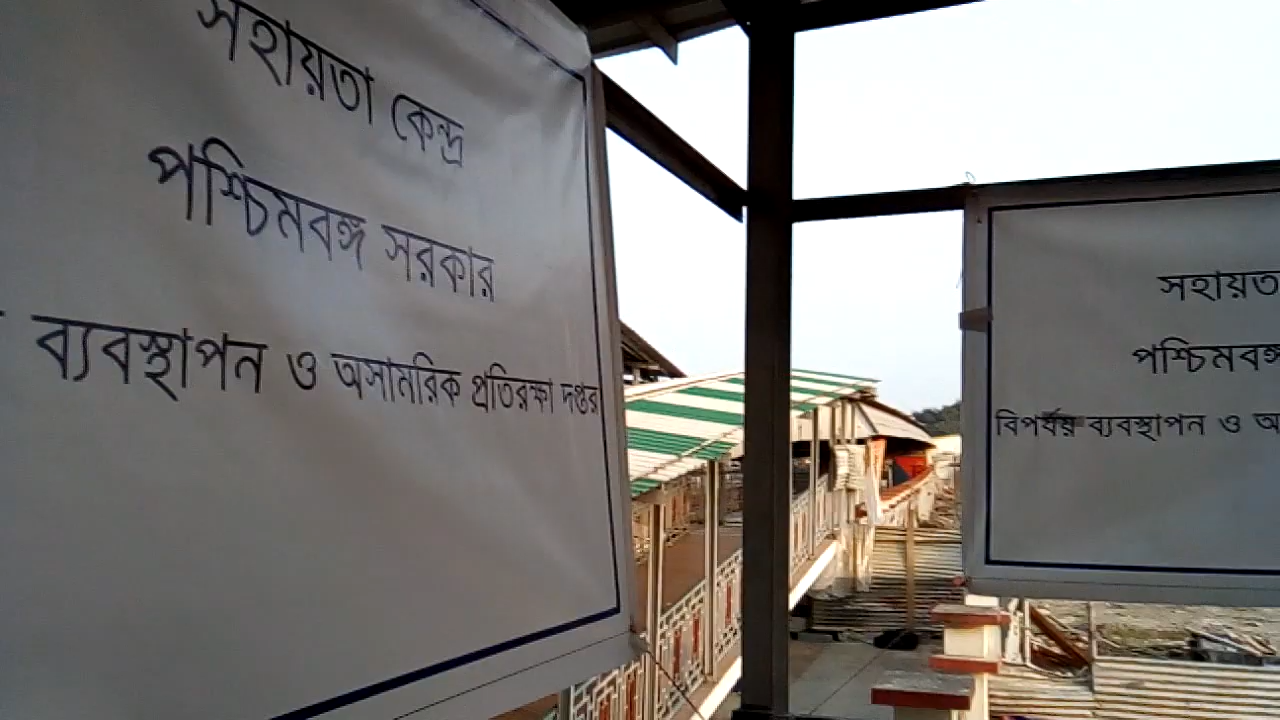 সহায়তা কেন্দ্র
পশ্চিমবঙ্গ সরকার
ব্যবস্থাপন ও অসামরিক প্রতিরক্ষা দপ্তর
সহায়ত
পশ্চিমবঙ্গ
বিপর্যয় ব্যবস্থাপন ও অ